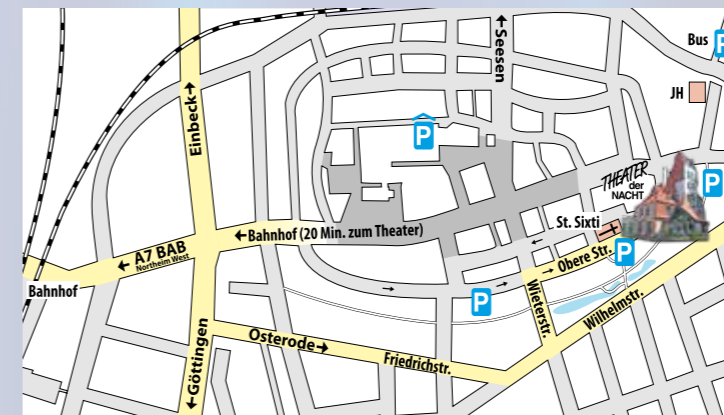 ←Seesen
Bus P
JH
Einbeck→
P
THEATER
der
NACHT
P
St. Sixti
←Bahnhof (20 Min. zum Theater)
← A7 BAB
Northeim West
Obere Str.
P
Bahnhof
P
Wieterstr.
Wilhelmstr.
Osterode→
Friedrichstr.
←Göttingen